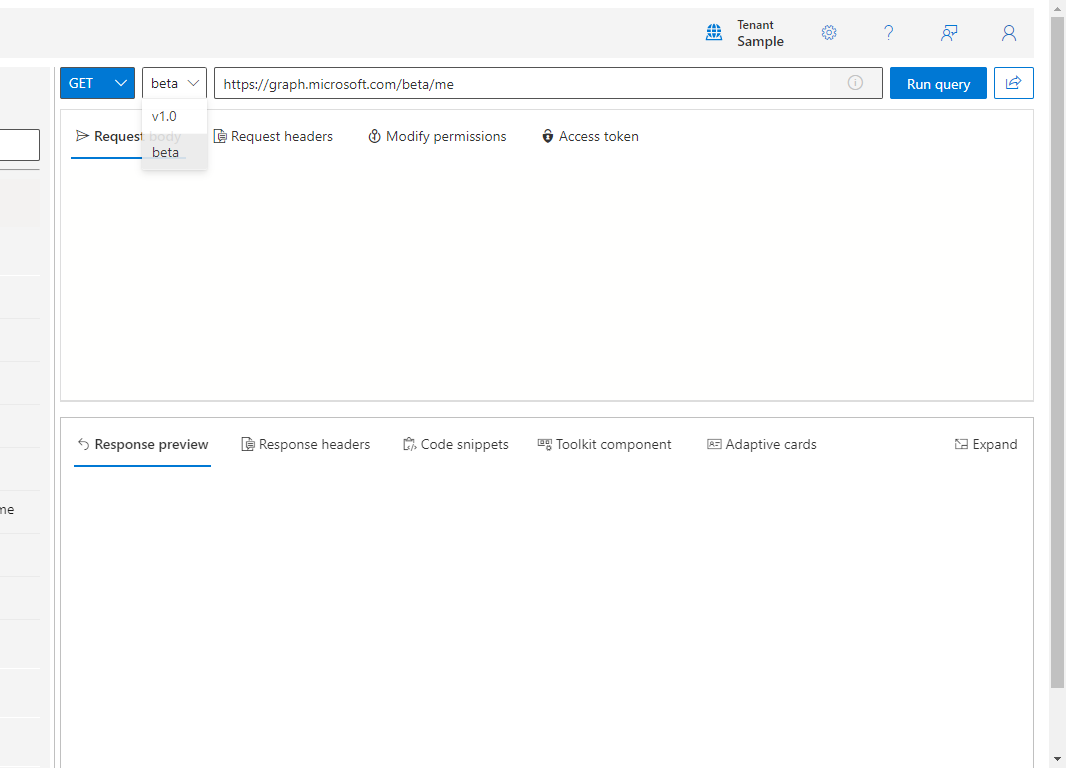 Tenant
Sample
GET
beta
https://graph.microsoft.com/beta/me
Run query
v1.0
beta
Request body
Request headers
Modify permissions
Access token
Response preview
Response headers
Code snippets
Toolkit component
Adaptive cards
Expand
me